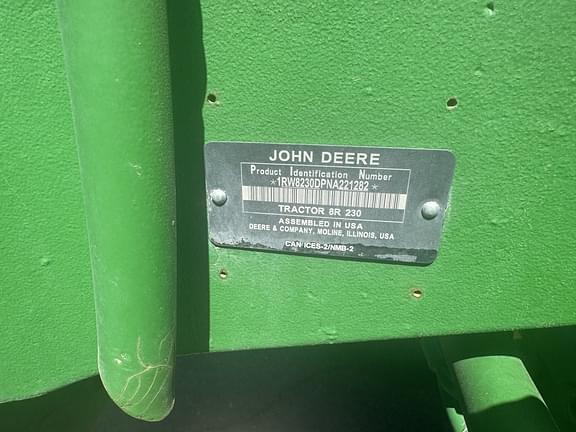 JOHN DEERE
Product Identification Number
*1RW8230DPNA221282*
TRACTOR 8R 230
ASSEMBLED IN USA
DEERE & COMPANY, MOLINE, ILLINOIS, USA
CAN ICES-2/NMB-2